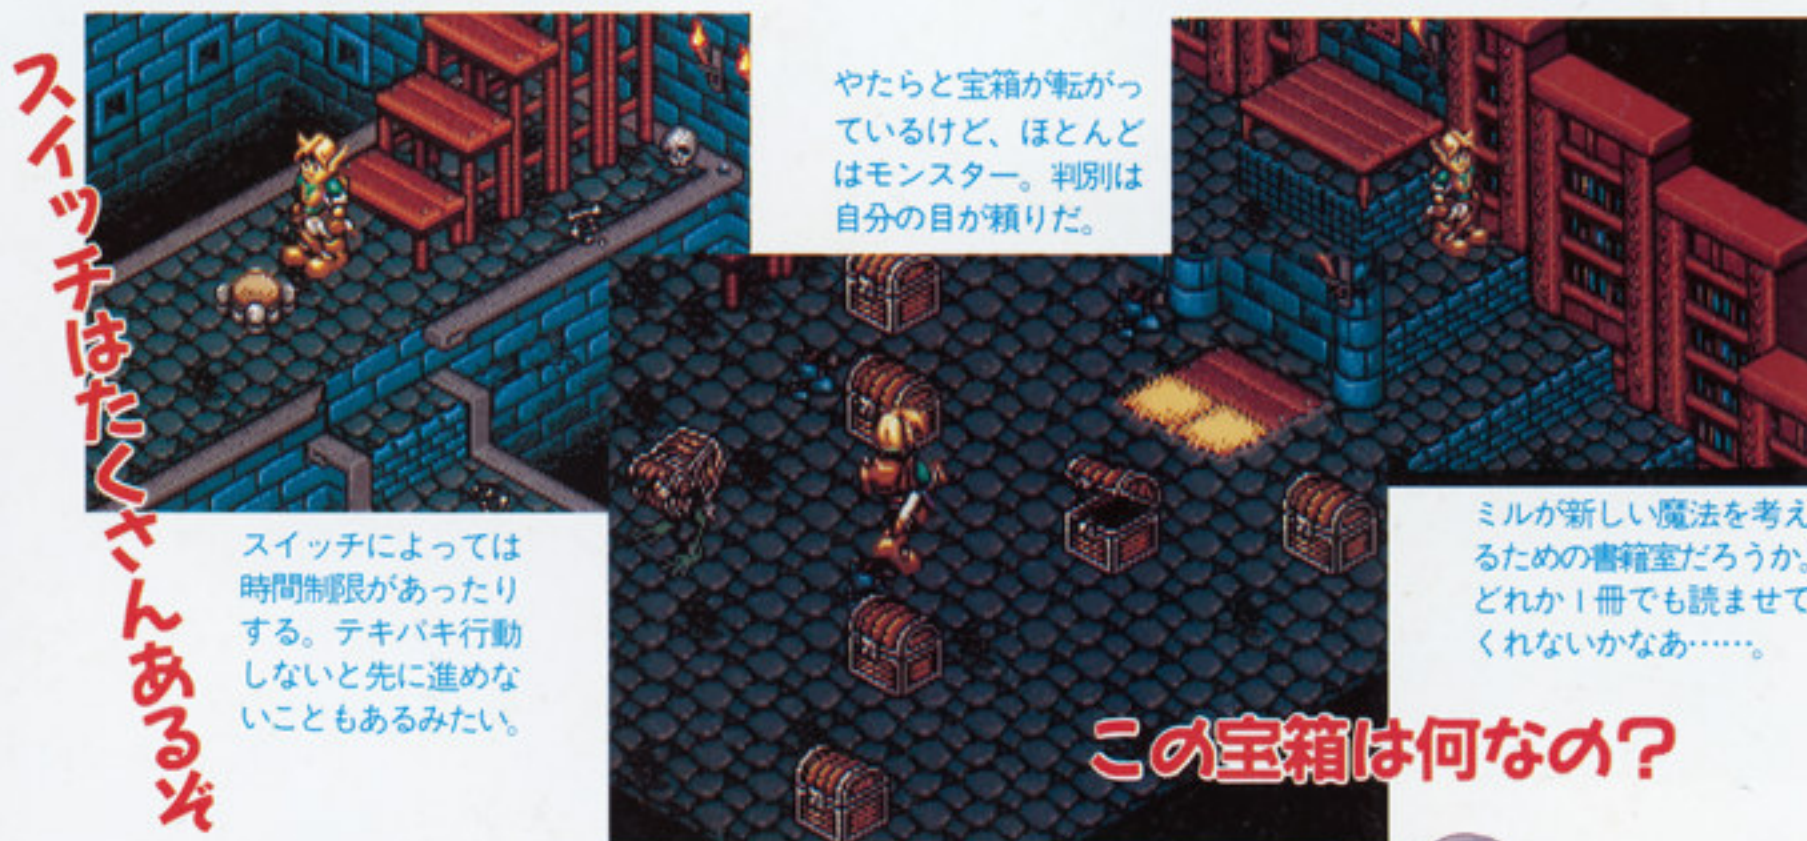 スイッチはたくさんあるぞ
スイッチによっては
時間制限があったり
する。テキパキ行動
しないと先に進めな
いこともあるみたい。
やたらと宝箱が転がっ
ているけど、ほとんど
はモンスター。判別は
自分の目が頼りだ。
ミルが新しい魔法を考え
るための書籍室だろうか。
どれか1冊でも読ませて
くれないかなあ……。
この宝箱は何なの？